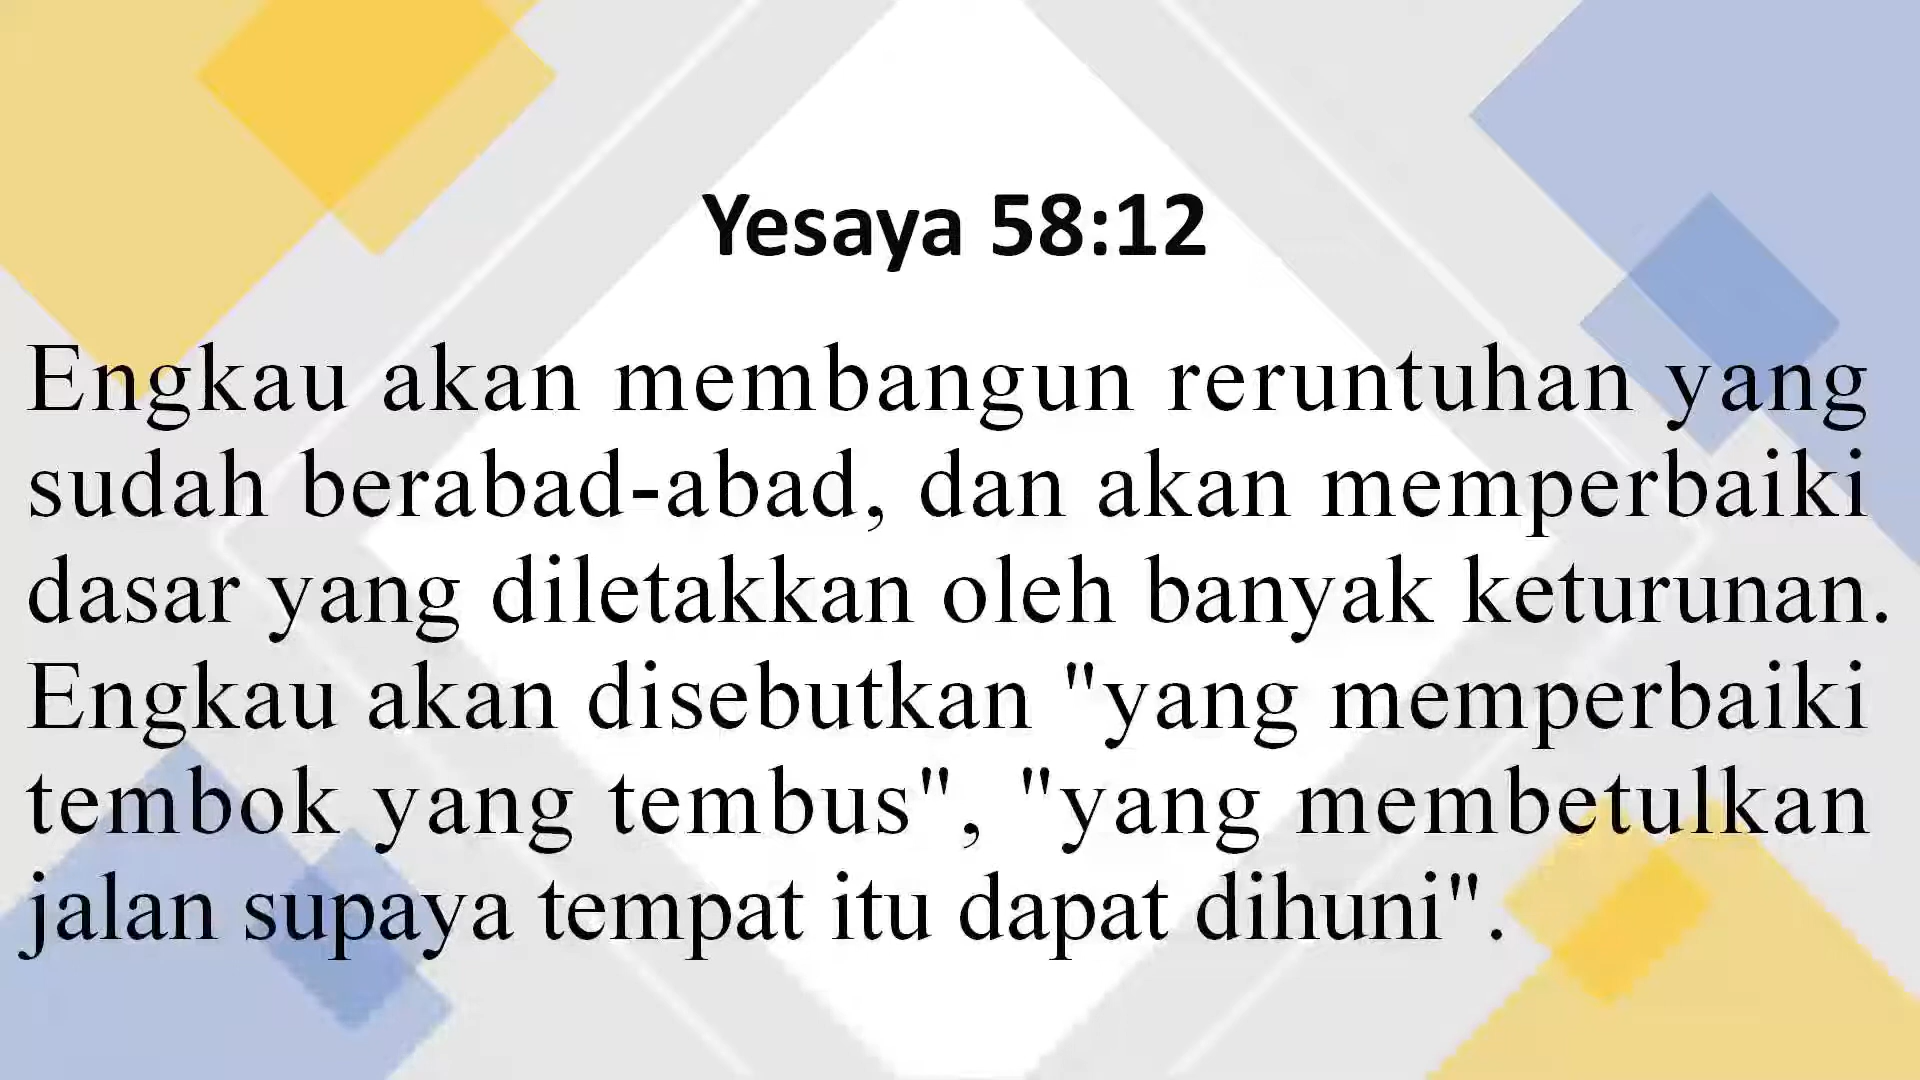 Yesaya 58:12
Engkau akan membangun reruntuhan yang
sudah berabad-abad, dan akan memperbaiki
dasar yang diletakkan oleh banyak keturunan.
Engkau akan disebutkan "yang memperbaiki
tembok yang tembus", "yang membetulkan
jalan supaya tempat itu dapat dihuni".